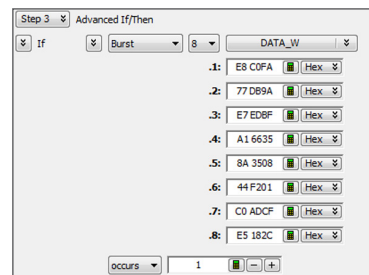 Step 3 Advanced If/Then
If Burst 8 DATA_W
.1: E8 C0FA Hex
.2: 77 DB9A Hex
.3: E7 EDBF Hex
.4: A1 6635 Hex
.5: 8A 3508 Hex
.6: 44 F201 Hex
.7: C0 ADCF Hex
.8: E5 182C Hex
occurs 1 - +